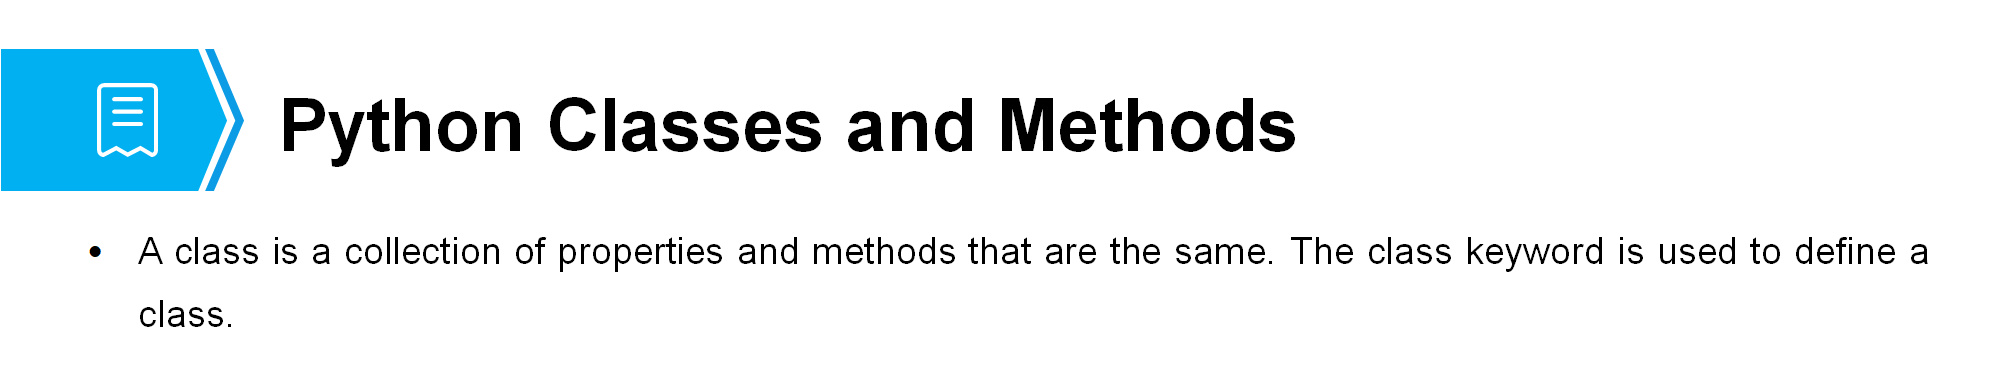 Python Classes and Methods
• A class is a collection of properties and methods that are the same. The class keyword is used to define a
class.